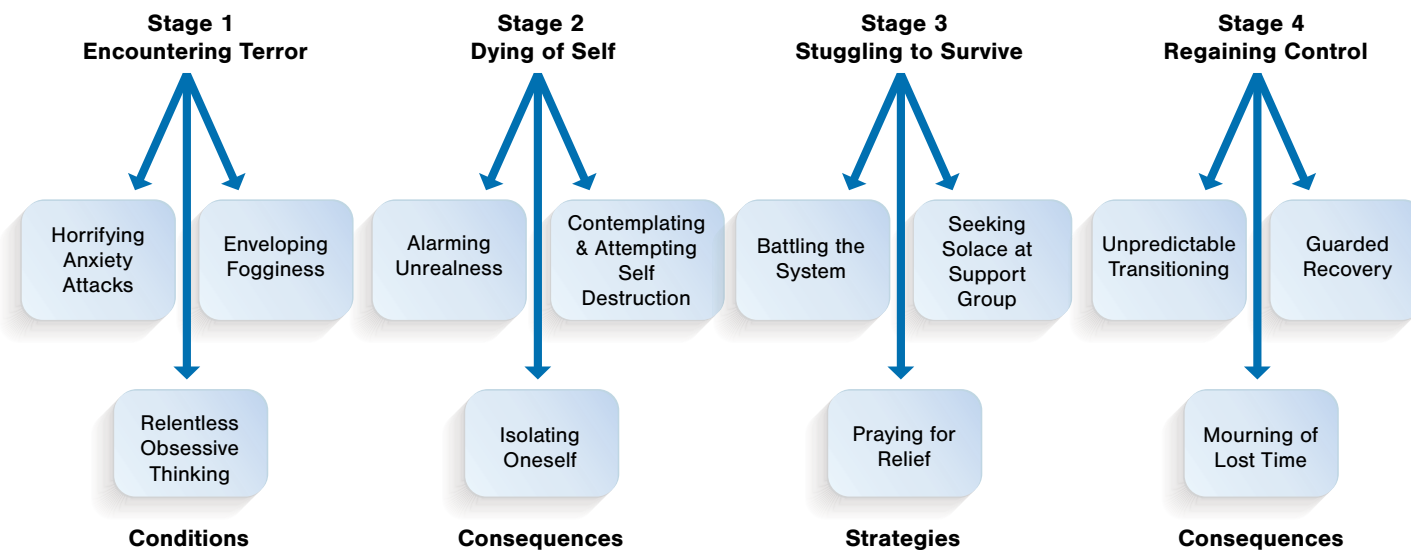 Stage 1
Encountering Terror
Stage 2
Dying of Self
Stage 3
Stuggling to Survive
Stage 4
Regaining Control
Horrifying
Anxiety
Attacks
Enveloping
Fogginess
Alarming
Unrealness
Contemplating
& Attempting
Self
Destruction
Battling the
System
Seeking
Solace at
Support
Group
Unpredictable
Transitioning
Guarded
Recovery
Relentless
Obsessive
Thinking
Isolating
Oneself
Praying for
Relief
Mourning of
Lost Time
Conditions
Consequences
Strategies
Consequences